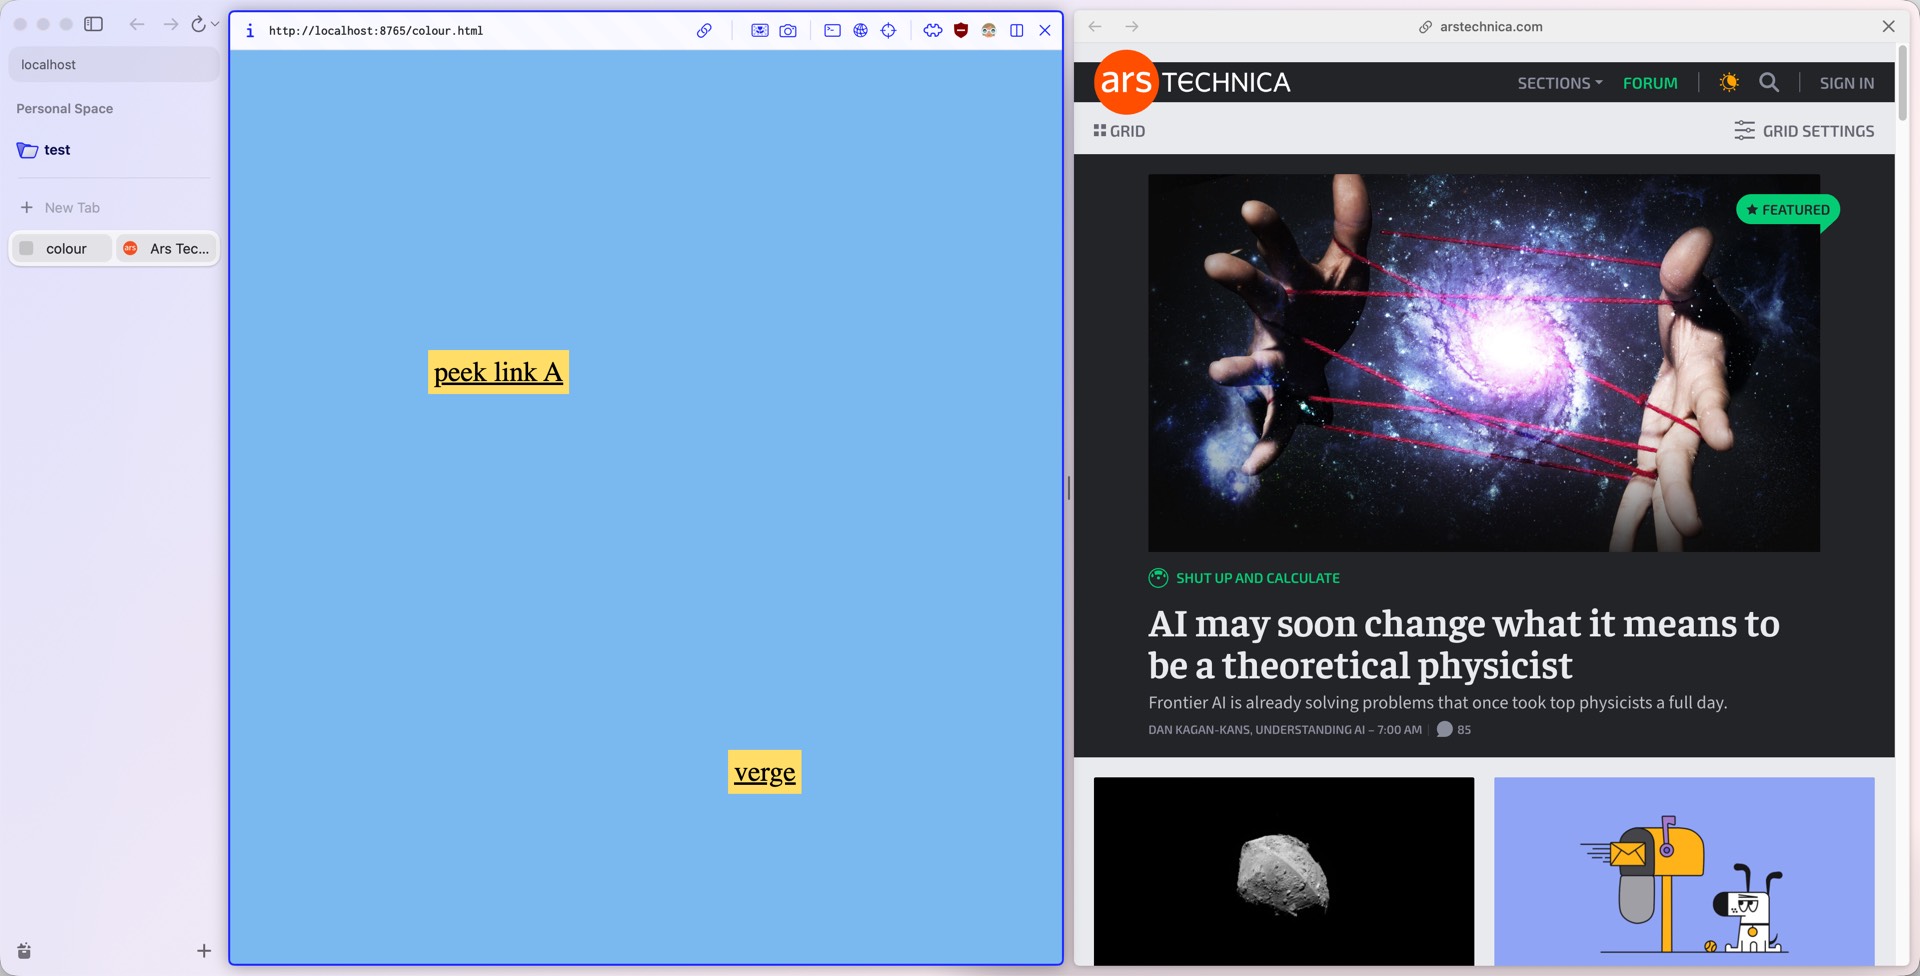 localhost
Personal Space
test
New Tab
colour
Ars Tec...
http://localhost:8765/colour.html
peek link A
verge
arstechnica.com
ars TECHNICA
SECTIONS
FORUM
SIGN IN
GRID
GRID SETTINGS
FEATURED
SHUT UP AND CALCULATE
AI may soon change what it means to
be a theoretical physicist
Frontier AI is already solving problems that once took top physicists a full day.
DAN KAGAN-KANS, UNDERSTANDING AI – 7:00 AM
85